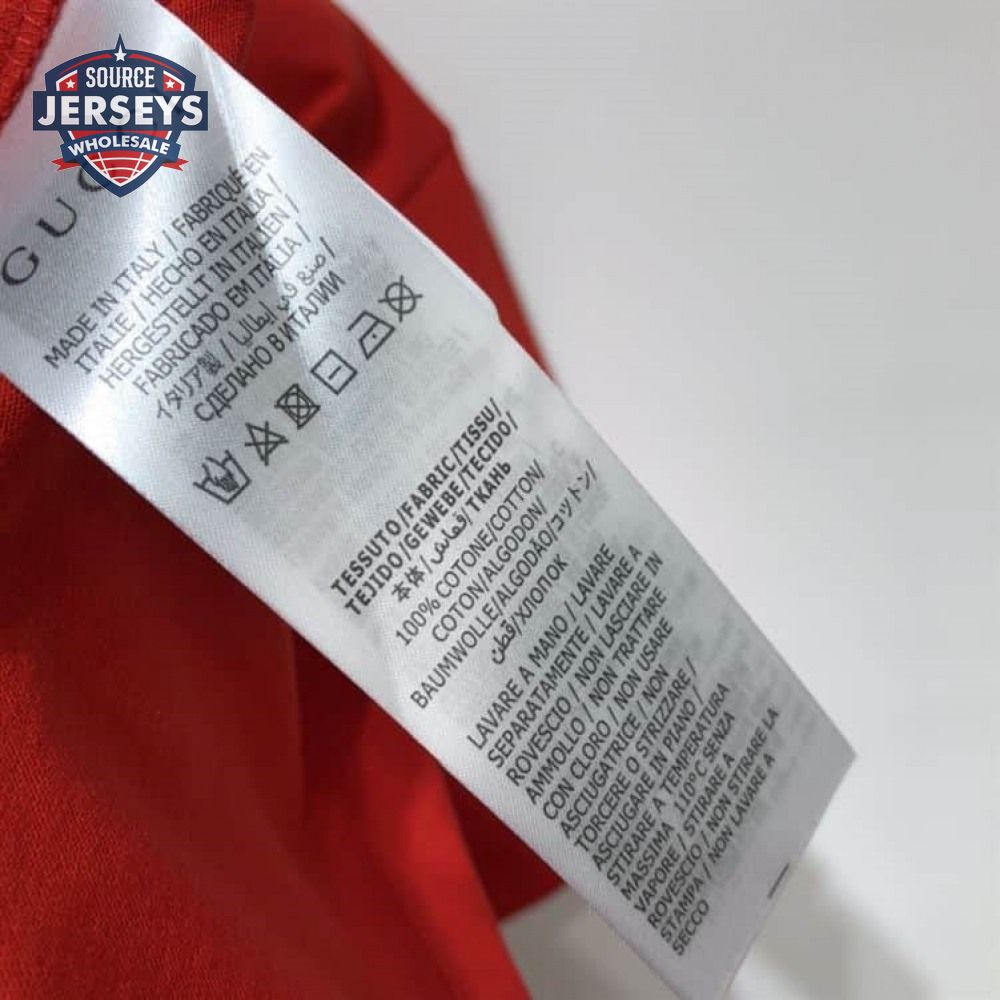 SOURCE
JERSEYS
WHOLESALE
GUC
MADE IN ITALY / FABRIQUÉ EN
ITALIE / HECHO EN ITALIA /
HERGESTELLT IN ITALIEN /
FABRICADO EM ITALIA /
イタリア製 / صنع في إيطاليا /
СДЕЛАНО В ИТАЛИИ
TESSUTO/FABRIC/TISSU/
TEJIDO/GEWEBE/TECIDO/
本体/قماش/ТКАНЬ
100% COTONE/COTTON/
COTON/ALGODON/
BAUMWOLLE/ALGODÃO/コットン/
قطن/ХЛОПОК
LAVARE A MANO / LAVARE
SEPARATAMENTE / LAVARE A
ROVESCIO / NON LASCIARE IN
AMMOLLO / NON TRATTARE
CON CLORO / NON USARE
ASCIUGATRICE / NON
TORCERE O STRIZZARE /
ASCIUGARE IN PIANO /
STIRARE A TEMPERATURA
MASSIMA 110°C SENZA
VAPORE / STIRARE A
ROVESCIO / NON STIRARE LA
STAMPA / NON LAVARE A
SECCO